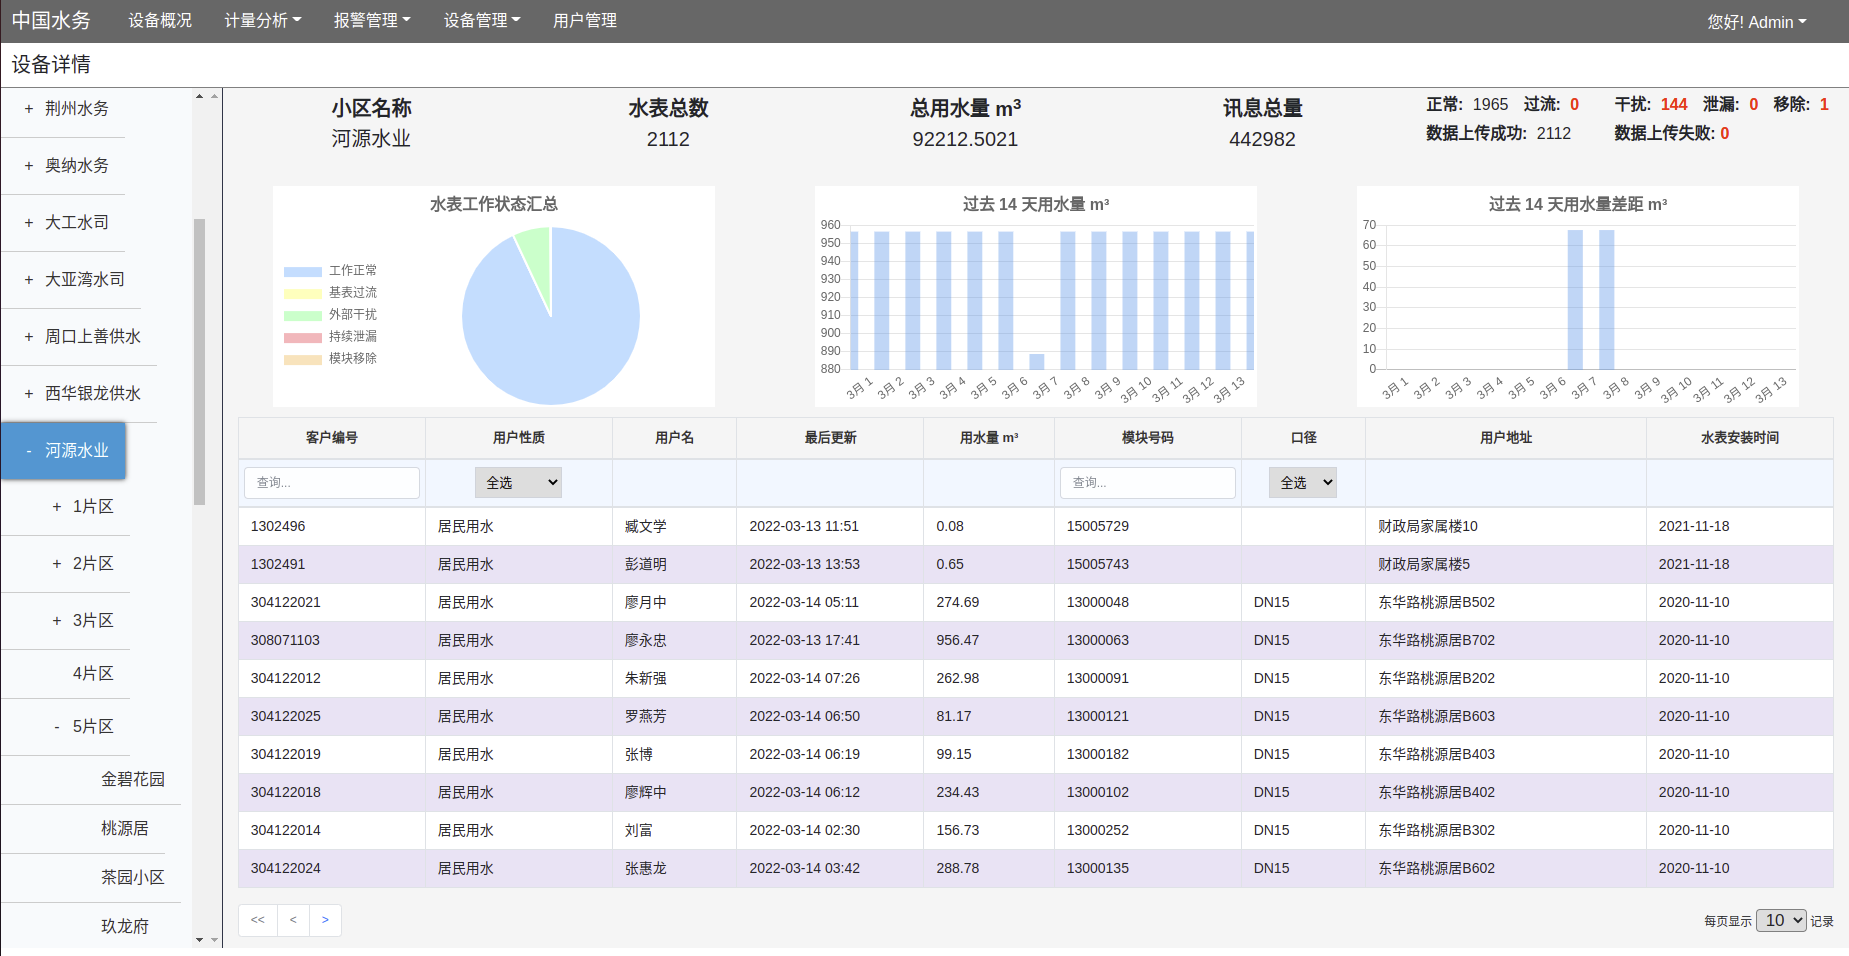 中国水务 设备概况 计量分析 报警管理 设备管理 用户管理 您好! Admin
设备详情
+ 荆州水务
+ 奥纳水务
+ 大工水司
+ 大亚湾水司
+ 周口上善供水
+ 西华银龙供水
- 河源水业
+ 1片区
+ 2片区
+ 3片区
4片区
- 5片区
金碧花园
桃源居
茶园小区
玖龙府
小区名称 水表总数 总用水量 m³ 讯息总量
河源水业 2112 92212.5021 442982
正常: 1965 过流: 0 干扰: 144 泄漏: 0 移除: 1
数据上传成功: 2112 数据上传失败: 0
水表工作状态汇总
工作正常
基表过流
外部干扰
持续泄漏
模块移除
过去 14 天用水量 m³
960
950
940
930
920
910
900
890
880
3月 1 3月 2 3月 3 3月 4 3月 5 3月 6 3月 7 3月 8 3月 9 3月 10 3月 11 3月 12 3月 13
过去 14 天用水量差距 m³
70
60
50
40
30
20
10
0
3月 1 3月 2 3月 3 3月 4 3月 5 3月 6 3月 7 3月 8 3月 9 3月 10 3月 11 3月 12 3月 13
客户编号 用户性质 用户名 最后更新 用水量 m³ 模块号码 口径 用户地址 水表安装时间
查询... 全选 查询... 全选
1302496 居民用水 臧文学 2022-03-13 11:51 0.08 15005729 财政局家属楼10 2021-11-18
1302491 居民用水 彭道明 2022-03-13 13:53 0.65 15005743 财政局家属楼5 2021-11-18
304122021 居民用水 廖月中 2022-03-14 05:11 274.69 13000048 DN15 东华路桃源居B502 2020-11-10
308071103 居民用水 廖永忠 2022-03-13 17:41 956.47 13000063 DN15 东华路桃源居B702 2020-11-10
304122012 居民用水 朱新强 2022-03-14 07:26 262.98 13000091 DN15 东华路桃源居B202 2020-11-10
304122025 居民用水 罗燕芳 2022-03-14 06:50 81.17 13000121 DN15 东华路桃源居B603 2020-11-10
304122019 居民用水 张博 2022-03-14 06:19 99.15 13000182 DN15 东华路桃源居B403 2020-11-10
304122018 居民用水 廖辉中 2022-03-14 06:12 234.43 13000102 DN15 东华路桃源居B402 2020-11-10
304122014 居民用水 刘富 2022-03-14 02:30 156.73 13000252 DN15 东华路桃源居B302 2020-11-10
304122024 居民用水 张惠龙 2022-03-14 03:42 288.78 13000135 DN15 东华路桃源居B602 2020-11-10
<< < > 每页显示 10 记录